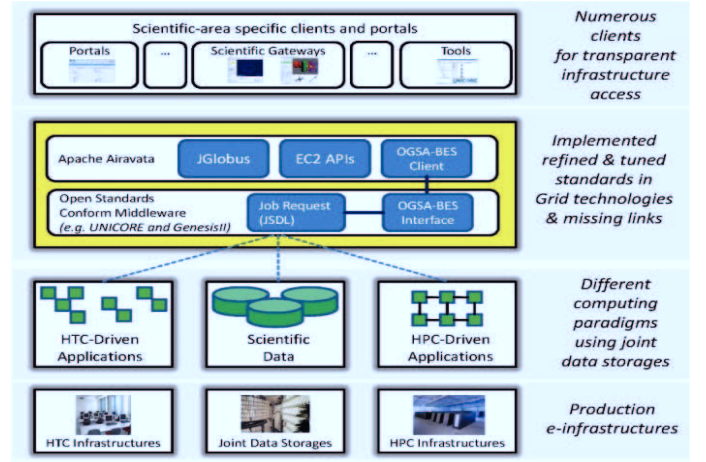 Scientific-area specific clients and portals
Portals
...
Scientific Gateways
...
Tools
Numerous
clients
for transparent
infrastructure
access
Apache Airavata
JGlobus
EC2 APIs
OGSA-BES
Client
Open Standards
Conform Middleware
(e.g. UNICORE and GenesisII)
Job Request
(JSDL)
OGSA-BES
Interface
Implemented
refined & tuned
standards in
Grid technologies
& missing links
HTC-Driven
Applications
Scientific
Data
HPC-Driven
Applications
Different
computing
paradigms
using joint
data storages
HTC Infrastructures
Joint Data Storages
HPC Infrastructures
Production
e-infrastructures